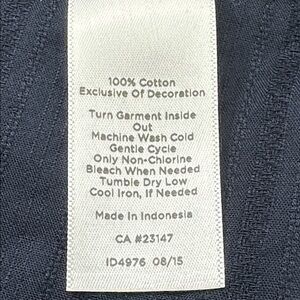 100% Cotton
Exclusive Of Decoration
Turn Garment Inside
Out
Machine Wash Cold
Gentle Cycle
Only Non-Chlorine
Bleach When Needed
Tumble Dry Low
Cool Iron, If Needed
Made In Indonesia
CA #23147
ID4976 08/15